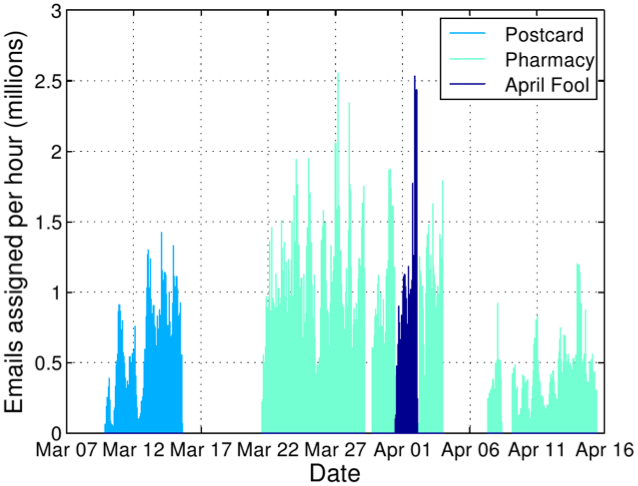 Emails assigned per hour (millions)
3
2.5
2
1.5
1
0.5
0
Postcard
Pharmacy
April Fool
Mar 07 Mar 12 Mar 17 Mar 22 Mar 27 Apr 01 Apr 06 Apr 11 Apr 16
Date